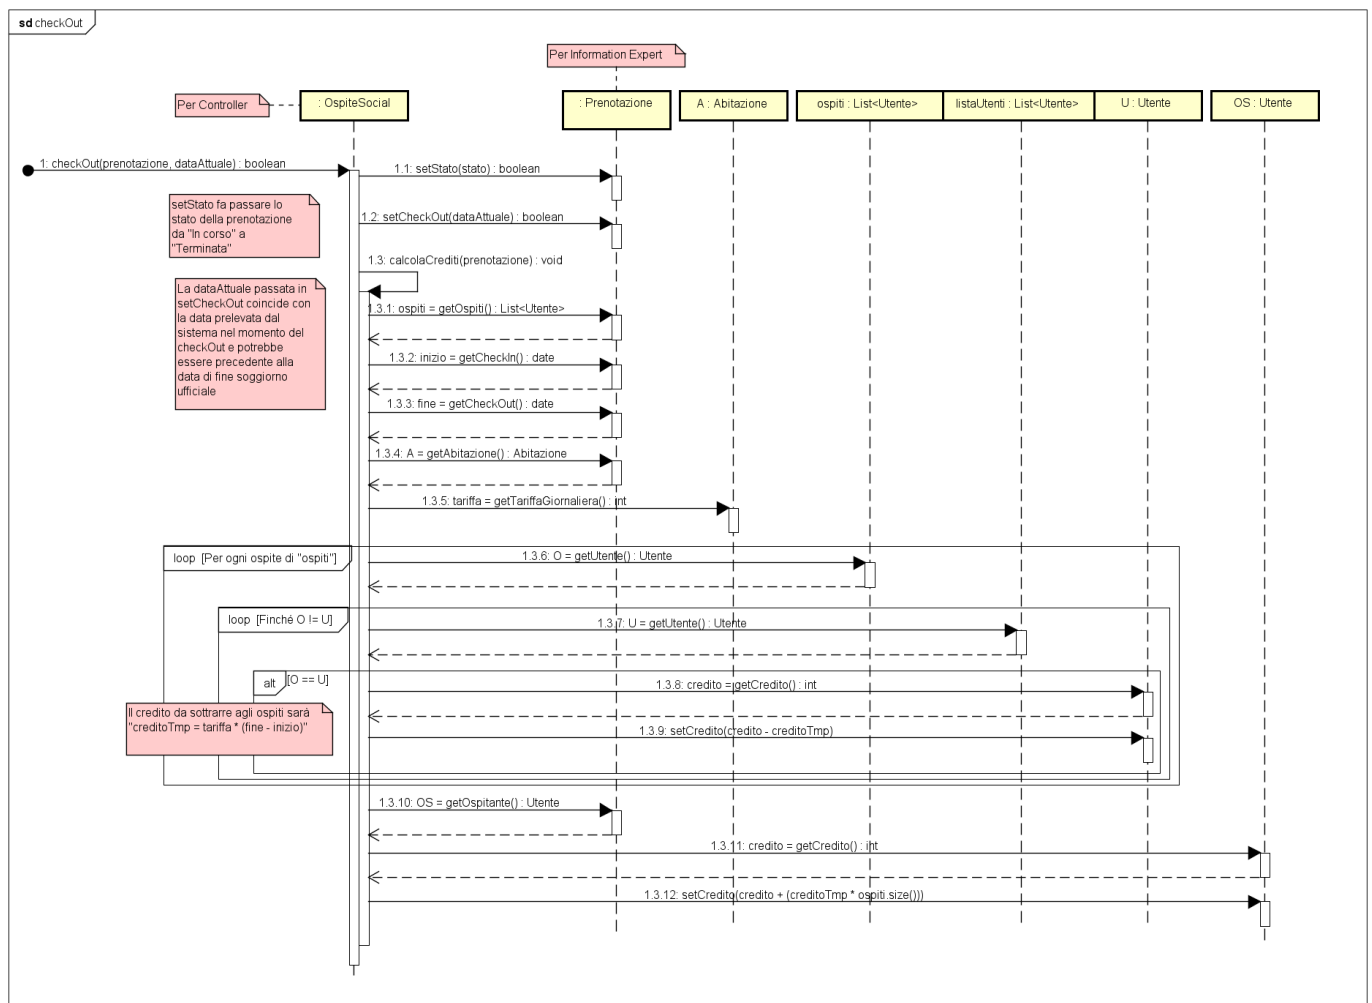 sd checkOut
Per Information Expert
Per Controller
: OspiteSocial
: Prenotazione
A : Abitazione
ospiti : List<Utente>
listaUtenti : List<Utente>
U : Utente
OS : Utente
1: checkOut(prenotazione, dataAttuale) : boolean
1.1: setStato(stato) : boolean
setStato fa passare lo
stato della prenotazione
da "In corso" a
"Terminata"
1.2: setCheckOut(dataAttuale) : boolean
1.3: calcolaCrediti(prenotazione) : void
La dataAttuale passata in
setCheckOut coincide con
la data prelevata dal
sistema nel momento del
checkOut e potrebbe
essere precedente alla
data di fine soggiorno
ufficiale
1.3.1: ospiti = getOspiti() : List<Utente>
1.3.2: inizio = getCheckIn() : date
1.3.3: fine = getCheckOut() : date
1.3.4: A = getAbitazione() : Abitazione
1.3.5: tariffa = getTariffaGiornaliera() : int
loop [Per ogni ospite di "ospiti"]
1.3.6: O = getUtente() : Utente
loop [Finché O != U]
1.3.7: U = getUtente() : Utente
alt [O == U]
1.3.8: credito = getCredito() : int
Il credito da sottrarre agli ospiti sarà
"creditoTmp = tariffa * (fine - inizio)"
1.3.9: setCredito(credito - creditoTmp)
1.3.10: OS = getOspitante() : Utente
1.3.11: credito = getCredito() : int
1.3.12: setCredito(credito + (creditoTmp * ospiti.size()))